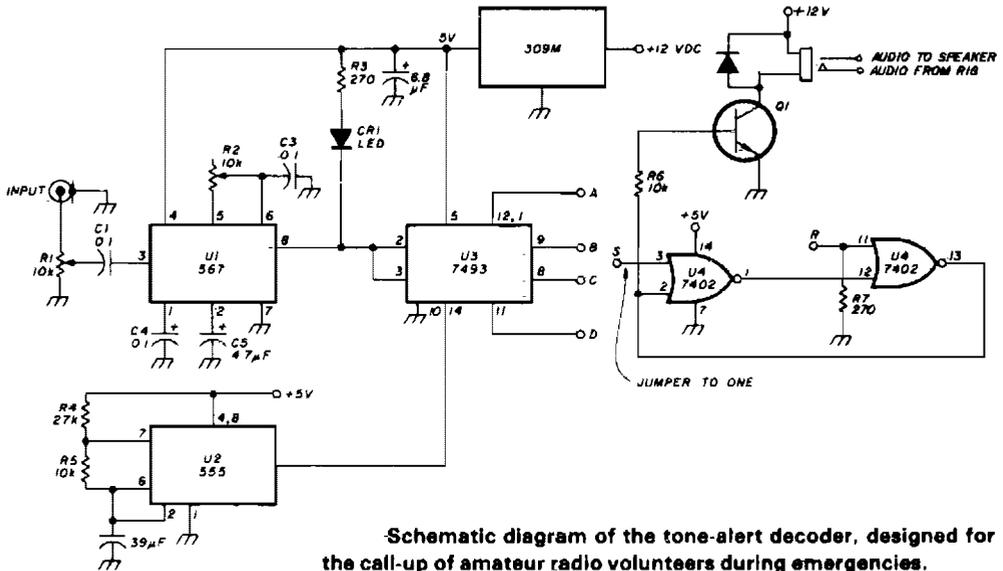 +12V
5V
309M
+12 VDC
R3
270
+
6.8
µF
AUDIO TO SPEAKER
AUDIO FROM RIG
Q1
CR1
LED
R2
10k
C3
01
INPUT
R6
10k
A
4
5
6
5
12,1
+5V
C1
01
R1
10k
3
U1
567
8
2
3
U3
7493
9
B
8
C
S
3
2
14
U4
7402
7
1
R
11
12
U4
7402
13
R7
270
1
2
7
10
14
11
C4
01
+
+
C5
47µF
D
JUMPER TO ONE
+5V
R4
27k
4,8
7
R5
10k
U2
555
6
2
1
39µF
Schematic diagram of the tone-alert decoder, designed for
the call-up of amateur radio volunteers during emergencies.